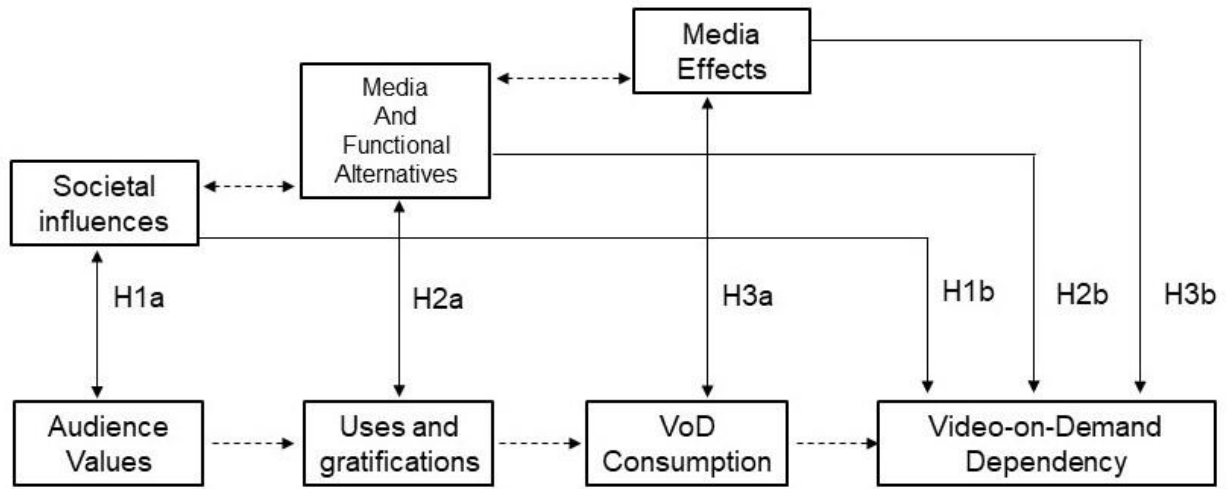 Media
Effects
Media
And
Functional
Alternatives
Societal
influences
H1a
H2a
H3a
H1b
H2b
H3b
Audience
Values
Uses and
gratifications
VoD
Consumption
Video-on-Demand
Dependency